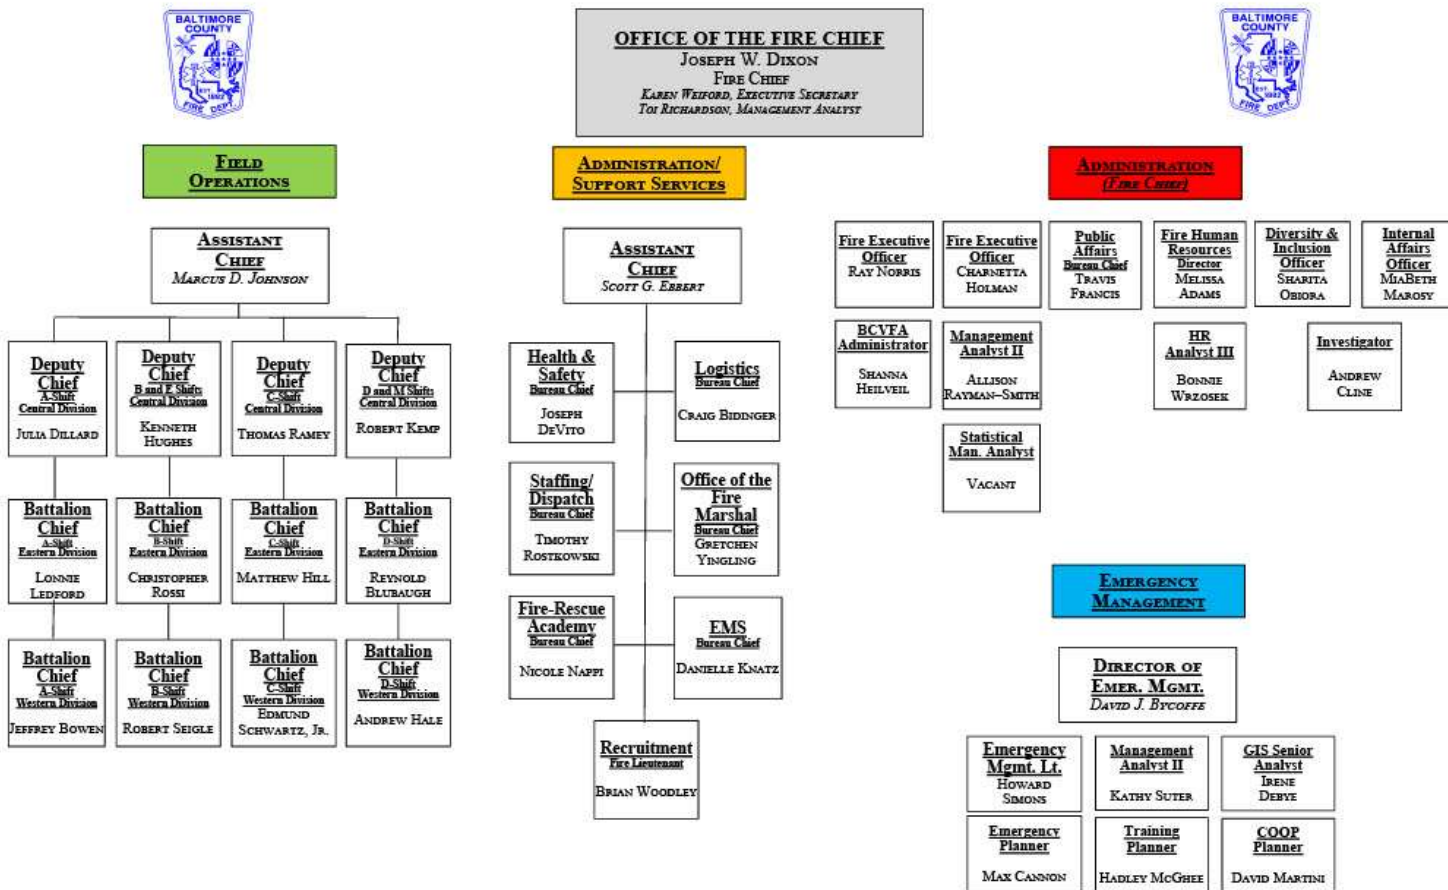 BALTIMORE
COUNTY
EST.
1882
FIRE DEPT
OFFICE OF THE FIRE CHIEF
JOSEPH W. DIXON
FIRE CHIEF
KAREN WEIFORD, EXECUTIVE SECRETARY
TOI RICHARDSON, MANAGEMENT ANALYST
BALTIMORE
COUNTY
EST.
1882
FIRE DEPT
FIELD
OPERATIONS
ASSISTANT
CHIEF
MARCUS D. JOHNSON
Deputy
Chief
A-Shift
Central Division
JULIA DILLARD
Deputy
Chief
B and E Shifts
Central Division
KENNETH
HUGHES
Deputy
Chief
C-Shift
Central Division
THOMAS RAMEY
Deputy
Chief
D and M Shifts
Central Division
ROBERT KEMP
Battalion
Chief
A-Shift
Eastern Division
LONNIE
LEDFORD
Battalion
Chief
B-Shift
Eastern Division
CHRISTOPHER
ROSSI
Battalion
Chief
C-Shift
Eastern Division
MATTHEW HILL
Battalion
Chief
D-Shift
Eastern Division
REYNOLD
BLUBAUGH
Battalion
Chief
A-Shift
Western Division
JEFFREY BOWEN
Battalion
Chief
B-Shift
Western Division
ROBERT SEIGLE
Battalion
Chief
C-Shift
Western Division
EDMUND
SCHWARTZ, JR.
Battalion
Chief
D-Shift
Western Division
ANDREW HALE
ADMINISTRATION/
SUPPORT SERVICES
ASSISTANT
CHIEF
SCOTT G. EBBERT
Health &
Safety
Bureau Chief
JOSEPH
DEVITO
Logistics
Bureau Chief
CRAIG BIDINGER
Staffing/
Dispatch
Bureau Chief
TIMOTHY
ROSTKOWSKI
Office of the
Fire
Marshal
Bureau Chief
GRETCHEN
YINGLING
Fire-Rescue
Academy
Bureau Chief
NICOLE NAPPI
EMS
Bureau Chief
DANIELLE KNATZ
Recruitment
Fire Lieutenant
BRIAN WOODLEY
ADMINISTRATION
(FIRE CHIEF)
Fire Executive
Officer
RAY NORRIS
Fire Executive
Officer
CHARNETTA
HOLMAN
Public
Affairs
Bureau Chief
TRAVIS
FRANCIS
Fire Human
Resources
Director
MELISSA
ADAMS
Diversity &
Inclusion
Officer
SHARITA
OBIORA
Internal
Affairs
Officer
MIABETH
MAROSY
BCVFA
Administrator
SHANNA
HEILVEIL
Management
Analyst II
ALLISON
RAYMAN–SMITH
HR
Analyst III
BONNIE
WRZOSEK
Investigator
ANDREW
CLINE
Statistical
Man. Analyst
VACANT
EMERGENCY
MANAGEMENT
DIRECTOR OF
EMER. MGMT.
DAVID J. BYCOFFE
Emergency
Mgmt. Lt.
HOWARD
SIMONS
Management
Analyst II
KATHY SUTER
GIS Senior
Analyst
IRENE
DEBYE
Emergency
Planner
MAX CANNON
Training
Planner
HADLEY MCGHEE
COOP
Planner
DAVID MARTINI